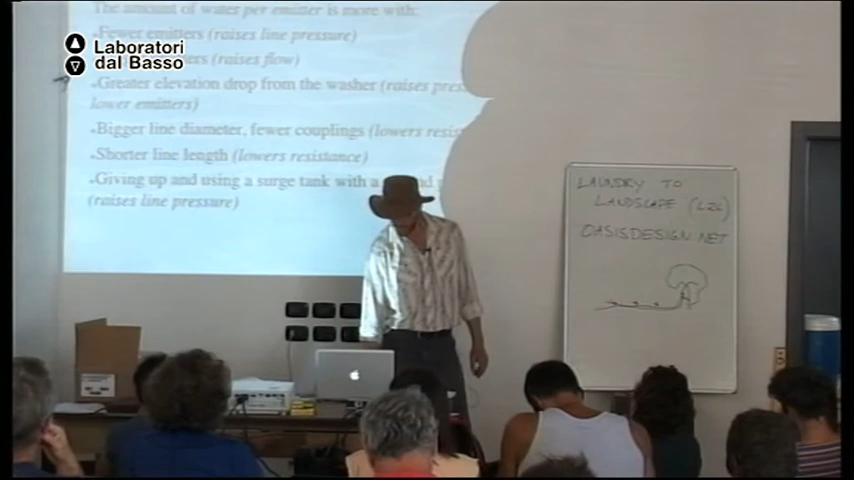 The amount of water per emitter is more with:
Fewer emitters (raises line pressure)
(raises flow)
Greater elevation drop from the washer (raises
lower emitters)
Bigger line diameter, fewer couplings (lowers
Shorter line length (lowers resistance)
Giving up and using a surge tank with a
(raises line pressure)
Laboratori
dal Basso
LAUNDRY TO
LANDSCAPE (L2L)
OASISDESIGN.NET